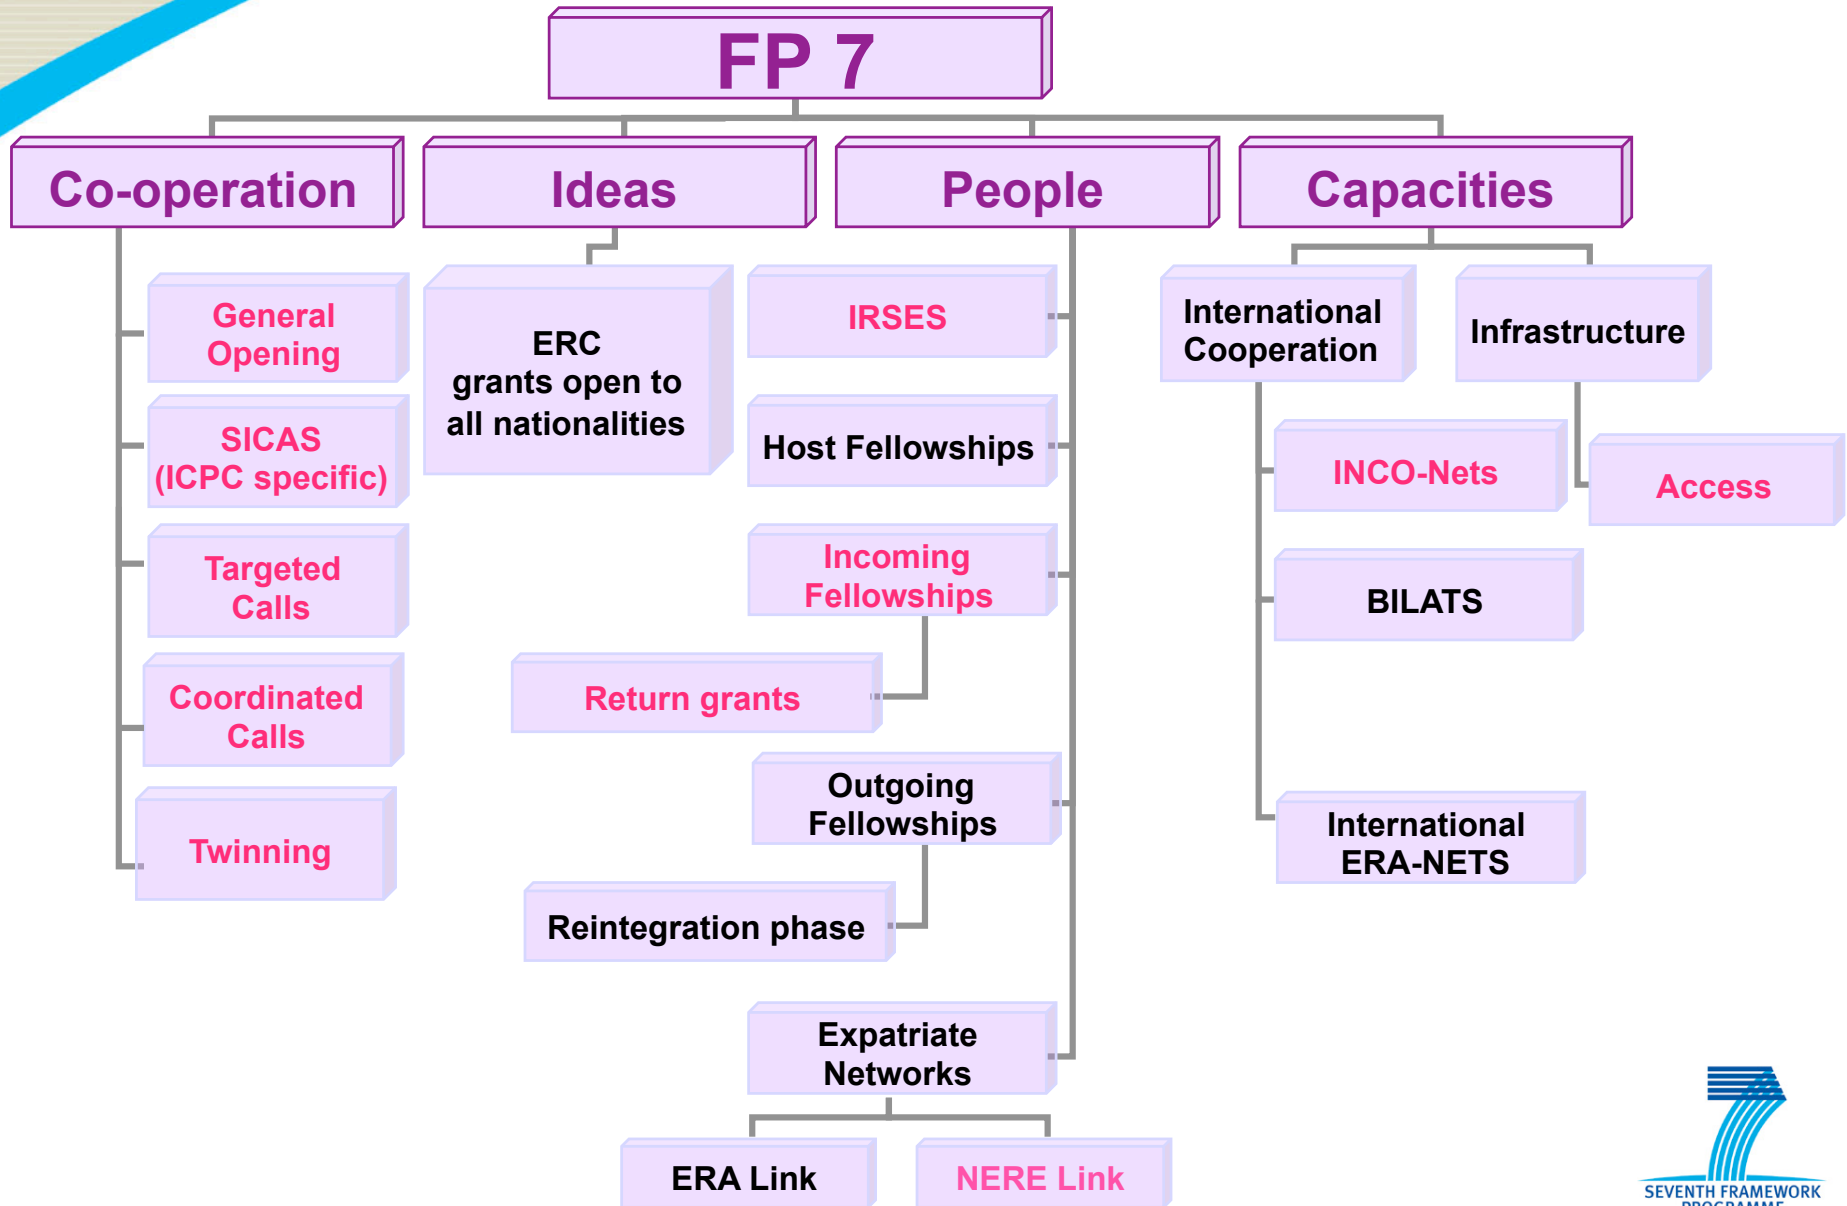 FP 7
Co-operation
Ideas
People
Capacities
General
Opening
SICAS
(ICPC specific)
Targeted
Calls
Coordinated
Calls
Twinning
ERC
grants open to
all nationalities
IRSES
Host Fellowships
Incoming
Fellowships
Return grants
Outgoing
Fellowships
Reintegration phase
Expatriate
Networks
ERA Link
NERE Link
International
Cooperation
Infrastructure
INCO-Nets
Access
BILATS
International
ERA-NETS
SEVENTH FRAMEWORK
PROGRAMME